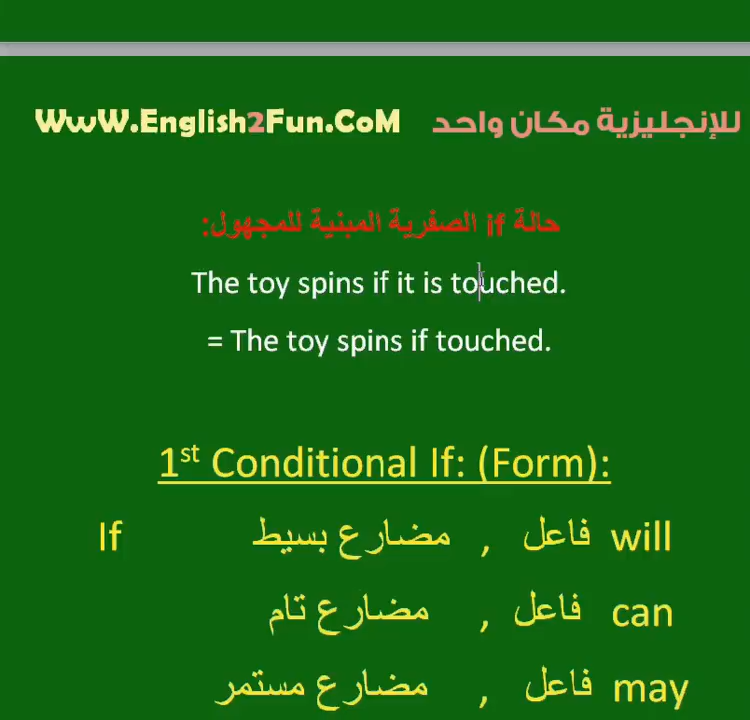 WwW.English2Fun.CoM للإنجليزية مكان واحد
حالة if الصفرية المبنية للمجهول:
The toy spins if it is touched.
= The toy spins if touched.
1st Conditional If: (Form):
If مضارع بسيط , فاعل will
مضارع تام , فاعل can
مضارع مستمر , فاعل may